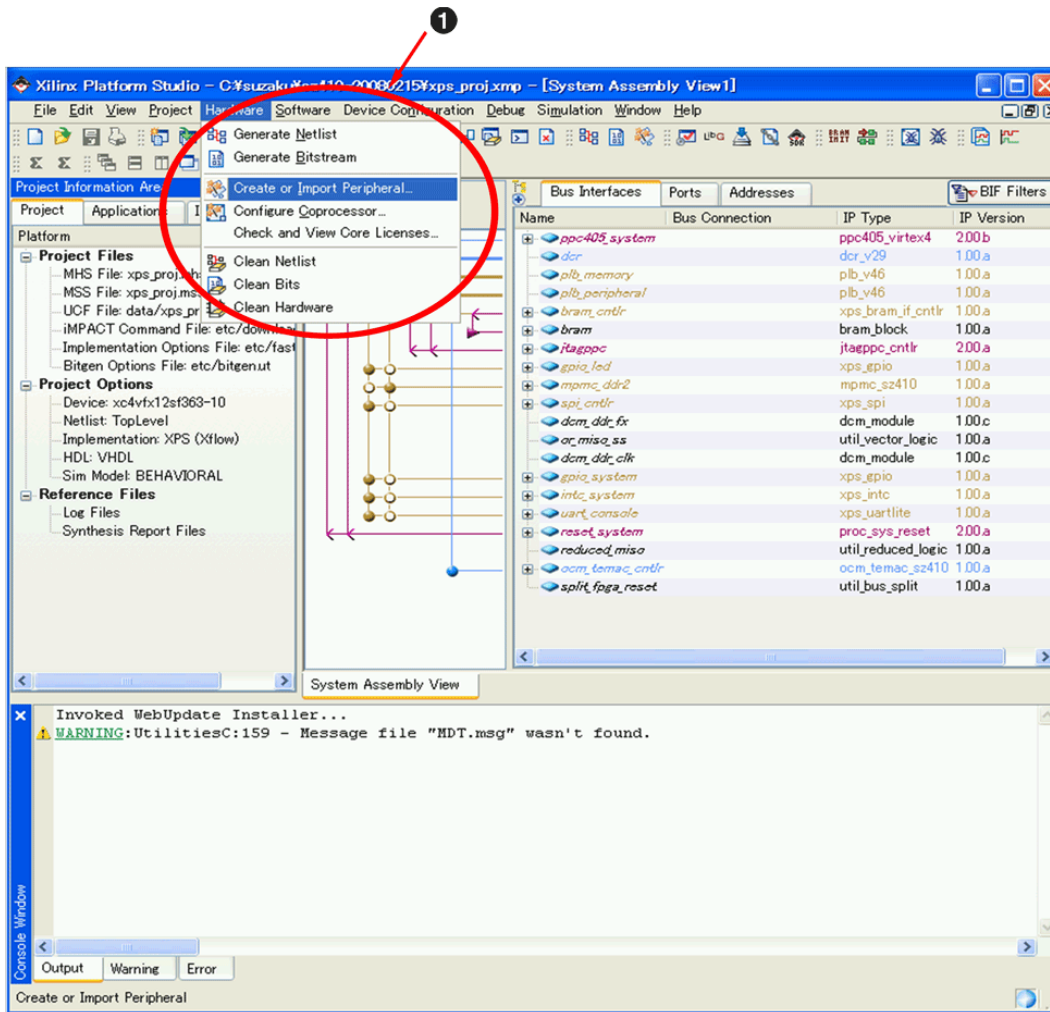 1
Xilinx Platform Studio - C:¥suzaku¥sz410-20080215¥xps_proj.xmp - [System Assembly View1]
File Edit View Project Hardware Software Device Configuration Debug Simulation Window Help
Generate Netlist
Generate Bitstream
Create or Import Peripheral...
Configure Coprocessor...
Check and View Core Licenses...
Clean Netlist
Clean Bits
Clean Hardware
Project Information Area
Project Applications I
Platform
Project Files
MHS File: xps_proj.mhs
MSS File: xps_proj.mss
UCF File: data/xps_pr
iMPACT Command File: etc/download
Implementation Options File: etc/fast
Bitgen Options File: etc/bitgen.ut
Project Options
Device: xc4vfx12sf363-10
Netlist: TopLevel
Implementation: XPS (Xflow)
HDL: VHDL
Sim Model: BEHAVIORAL
Reference Files
Log Files
Synthesis Report Files
Bus Interfaces Ports Addresses BIF Filters
Name Bus Connection IP Type IP Version
ppc405_system ppc405_virtex4 2.00.b
dcr dcr_v29 1.00.a
plb_memory plb_v46 1.00.a
plb_peripheral plb_v46 1.00.a
bram_cntlr xps_bram_if_cntlr 1.00.a
bram bram_block 1.00.a
jtagppc jtagppc_cntlr 2.00.a
gpio_led xps_gpio 1.00.a
mpmc_ddr2 mpmc_sz410 1.00.a
spi_cntlr xps_spi 1.00.a
dcm_ddr_fx dcm_module 1.00.c
or_miso_ss util_vector_logic 1.00.a
dcm_ddr_clk dcm_module 1.00.c
gpio_system xps_gpio 1.00.a
intc_system xps_intc 1.00.a
uart_console xps_uartlite 1.00.a
reset_system proc_sys_reset 2.00.a
reduced_miso util_reduced_logic 1.00.a
ocm_temac_cntlr ocm_temac_sz410 1.00.a
split_fpga_reset util_bus_split 1.00.a
System Assembly View
Invoked WebUpdate Installer...
WARNING:UtilitiesC:159 - Message file "MDT.msg" wasn't found.
Console Window
Output Warning Error
Create or Import Peripheral